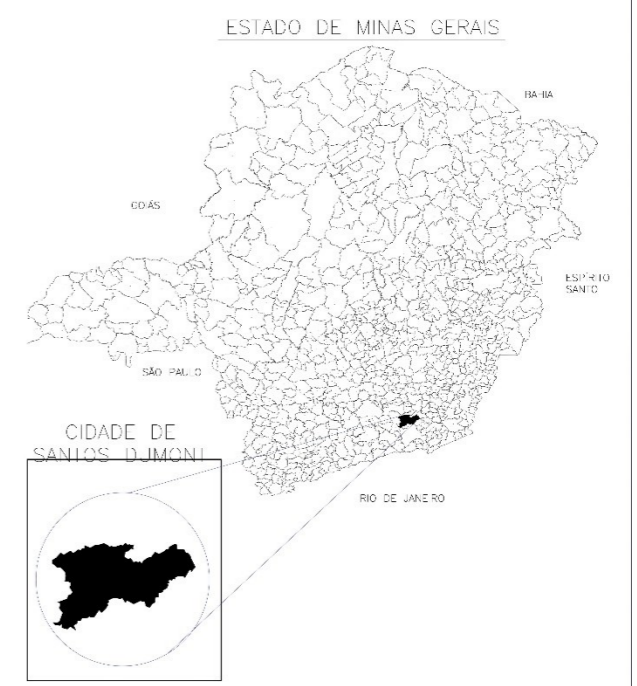 ESTADO DE MINAS GERAIS
BAHIA
GOIÁS
ESPÍRITO
SANTO
SÃO PAULO
CIDADE DE
SANTOS DUMONT
RIO DE JANEIRO